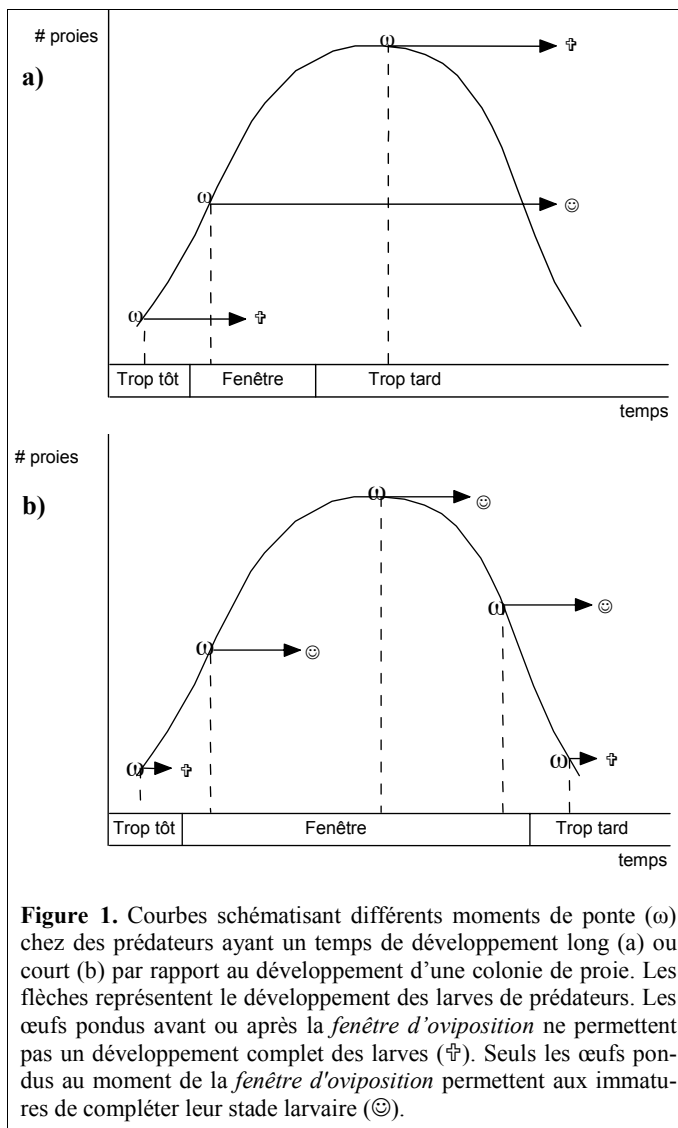 # proies
a)
ω
✞
ω
☺
ω
✞
Trop tôt
Fenêtre
Trop tard
temps
# proies
b)
ω
☺
ω
☺
ω
☺
ω
✞
ω
✞
Trop tôt
Fenêtre
Trop tard
temps
Figure 1. Courbes schématisant différents moments de ponte (ω)
chez des prédateurs ayant un temps de développement long (a) ou
court (b) par rapport au développement d’une colonie de proie. Les
flèches représentent le développement des larves de prédateurs. Les
œufs pondus avant ou après la fenêtre d’oviposition ne permettent
pas un développement complet des larves (✞). Seuls les œufs pon-
dus au moment de la fenêtre d'oviposition permettent aux immatu-
res de compléter leur stade larvaire (☺).